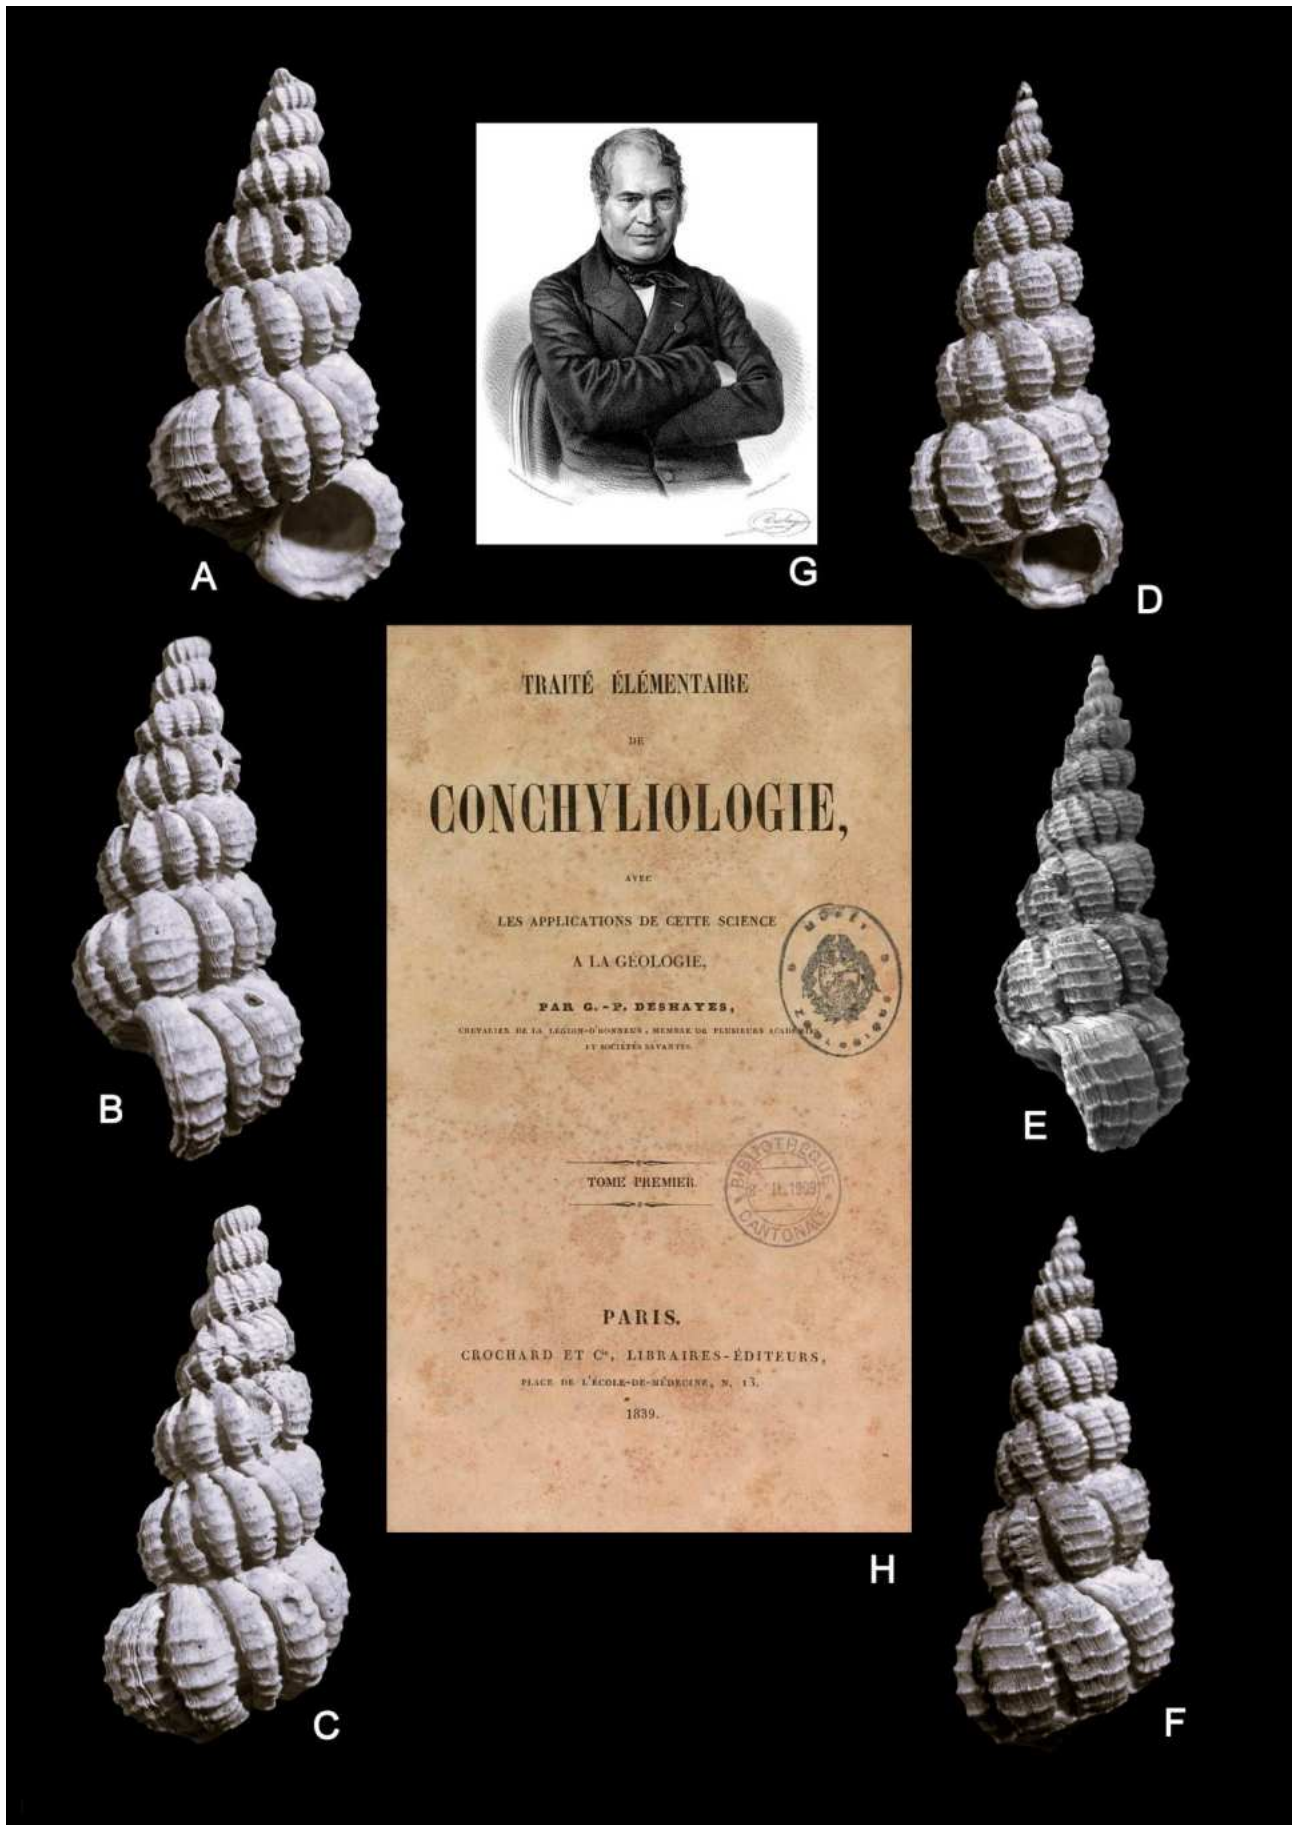 A
G
D
TRAITÉ ÉLÉMENTAIRE
DE
CONCHYLIOLOGIE,
AVEC
LES APPLICATIONS DE CETTE SCIENCE
A LA GÉOLOGIE,
PAR G.-P. DESHAYES,
CHEVALIER DE LA LÉGION-D'HONNEUR, MEMBRE DE PLUSIEURS
ET SOCIÉTÉS SAVANTES.
B
E
TOME PREMIER.
BIBLIOTHÈQUE
1909
CANTONALE
PARIS.
CROCHARD ET Cie, LIBRAIRES-ÉDITEURS,
PLACE DE L'ÉCOLE-DE-MÉDECINE, N. 13.
1839.
H
C
F